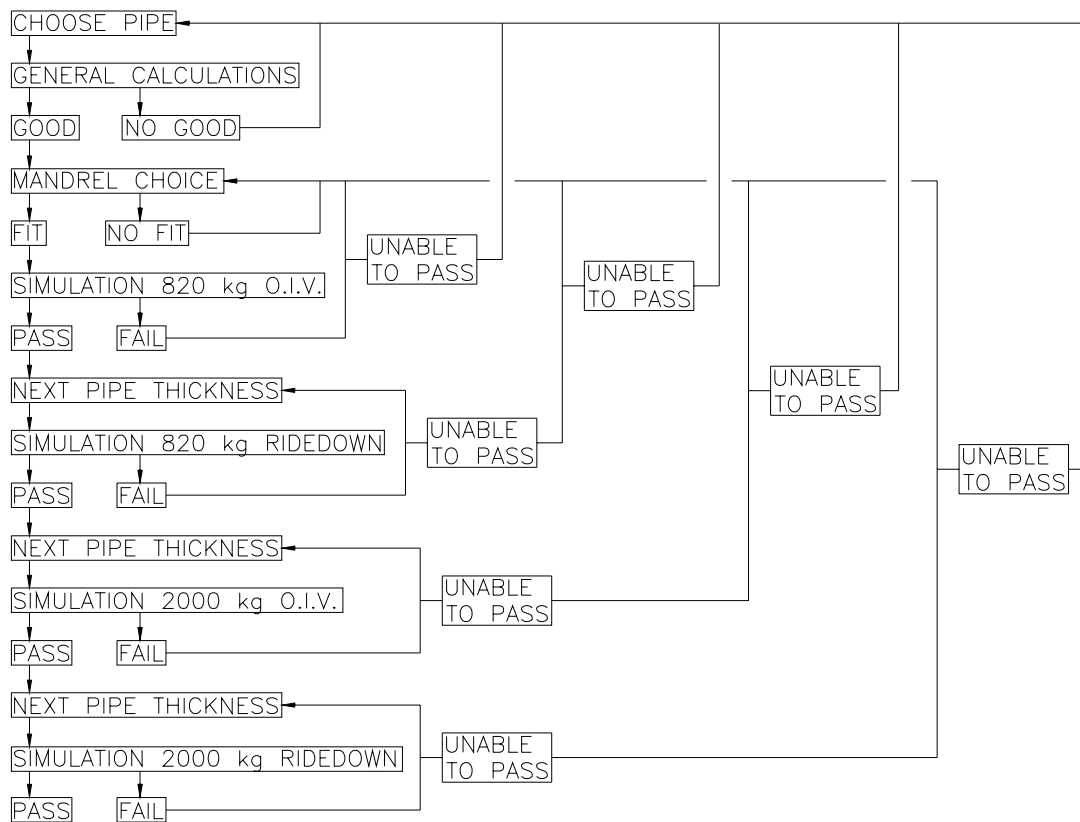 CHOOSE PIPE
GENERAL CALCULATIONS
GOOD
NO GOOD
MANDREL CHOICE
FIT
NO FIT
UNABLE
TO PASS
UNABLE
TO PASS
SIMULATION 820 kg O.I.V.
PASS
FAIL
UNABLE
TO PASS
NEXT PIPE THICKNESS
UNABLE
TO PASS
SIMULATION 820 kg RIDEDOWN
UNABLE
TO PASS
PASS
FAIL
NEXT PIPE THICKNESS
UNABLE
TO PASS
SIMULATION 2000 kg O.I.V.
PASS
FAIL
NEXT PIPE THICKNESS
UNABLE
TO PASS
SIMULATION 2000 kg RIDEDOWN
PASS
FAIL